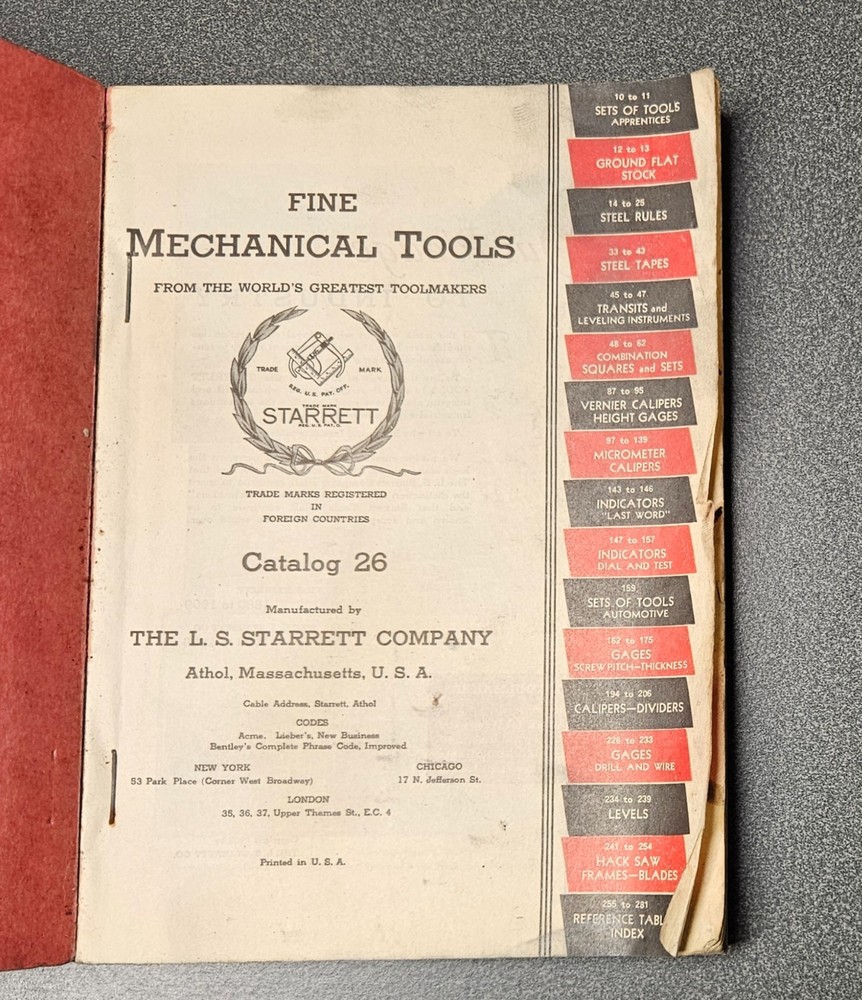 FINE
MECHANICAL TOOLS
FROM THE WORLD'S GREATEST TOOLMAKERS
TRADE MARK
REG. U.S. PAT. OFF.
TRADE MARK
STARRETT
REG. U.S. PAT. O.
TRADE MARKS REGISTERED
IN
FOREIGN COUNTRIES
Catalog 26
Manufactured by
THE L. S. STARRETT COMPANY
Athol, Massachusetts, U. S. A.
Cable Address, Starrett, Athol
CODES
Acme. Lieber's, New Business
Bentley's Complete Phrase Code, Improved
NEW YORK
53 Park Place (Corner West Broadway)
CHICAGO
17 N. Jefferson St.
LONDON
35, 36, 37, Upper Thames St., E.C. 4
Printed in U. S. A.
10 to 11
SETS OF TOOLS
APPRENTICES
12 to 13
GROUND FLAT
STOCK
14 to 25
STEEL RULES
33 to 43
STEEL TAPES
45 to 47
TRANSITS and
LEVELING INSTRUMENTS
48 to 62
COMBINATION
SQUARES and SETS
87 to 95
VERNIER CALIPERS
HEIGHT GAGES
97 to 139
MICROMETER
CALIPERS
143 to 146
INDICATORS
"LAST WORD"
147 to 157
INDICATORS
DIAL AND TEST
159
SETS OF TOOLS
AUTOMOTIVE
162 to 175
GAGES
SCREW PITCH—THICKNESS
194 to 206
CALIPERS—DIVIDERS
226 to 233
GAGES
DRILL AND WIRE
234 to 239
LEVELS
241 to 254
HACK SAW
FRAMES—BLADES
255 to 281
REFERENCE TABL
INDEX